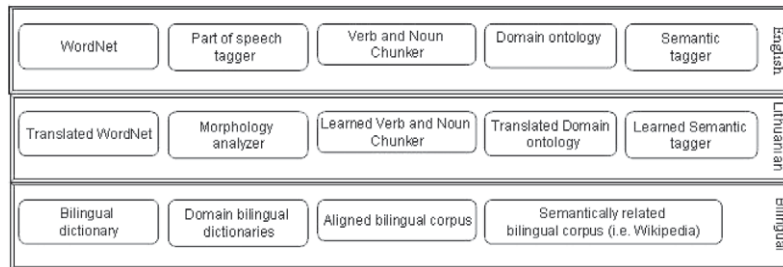 WordNet
Part of speech
tagger
Verb and Noun
Chunker
Domain ontology
Semantic
tagger
English
Translated WordNet
Morphology
analyzer
Learned Verb and Noun
Chunker
Translated Domain
ontology
Learned Semantic
tagger
Lithuanian
Bilingual
dictionary
Domain bilingual
dictionaries
Aligned bilingual corpus
Semantically related
bilingual corpus (i.e. Wikipedia)
Bilingual